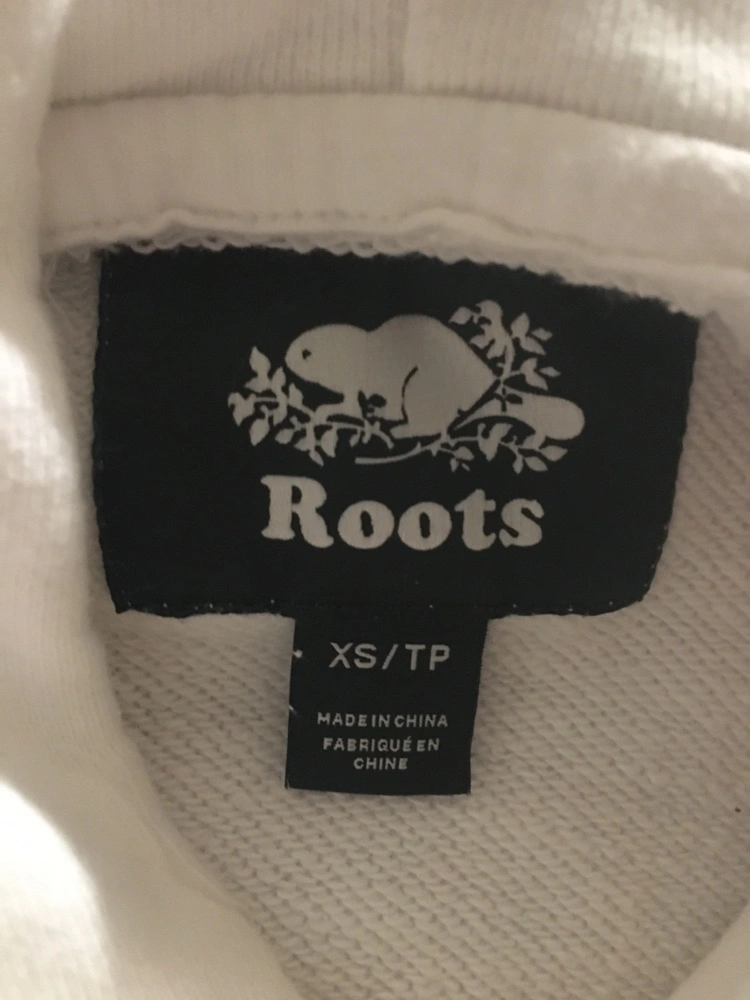 Roots
XS/TP
MADE IN CHINA
FABRIQUÉ EN
CHINE